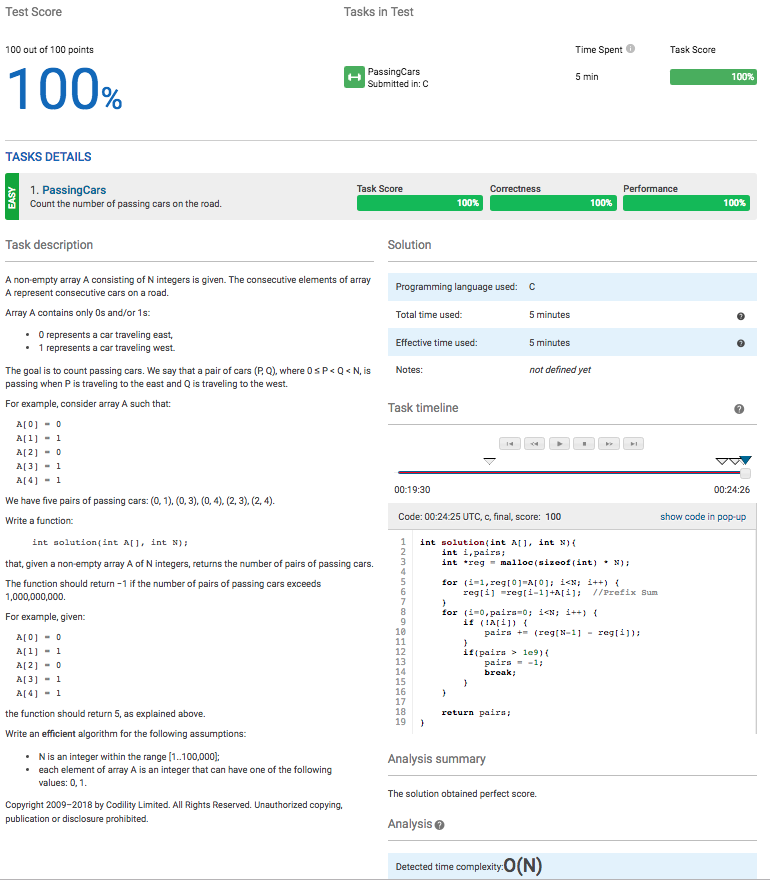 Test Score
Tasks in Test
100 out of 100 points
Time Spent
Task Score
100%
PassingCars
Submitted in: C
5 min
100%
TASKS DETAILS
EASY
1. PassingCars
Count the number of passing cars on the road.
Task Score
100%
Correctness
100%
Performance
100%
Task description
A non-empty array A consisting of N integers is given. The consecutive elements of array
A represent consecutive cars on a road.
Array A contains only 0s and/or 1s:
• 0 represents a car traveling east,
• 1 represents a car traveling west.
The goal is to count passing cars. We say that a pair of cars (P, Q), where 0 ≤ P < Q < N, is
passing when P is traveling to the east and Q is traveling to the west.
For example, consider array A such that:
A[0] = 0
A[1] = 1
A[2] = 0
A[3] = 1
A[4] = 1
We have five pairs of passing cars: (0, 1), (0, 3), (0, 4), (2, 3), (2, 4).
Write a function:
int solution(int A[], int N);
that, given a non-empty array A of N integers, returns the number of pairs of passing cars.
The function should return −1 if the number of pairs of passing cars exceeds
1,000,000,000.
For example, given:
A[0] = 0
A[1] = 1
A[2] = 0
A[3] = 1
A[4] = 1
the function should return 5, as explained above.
Write an efficient algorithm for the following assumptions:
• N is an integer within the range [1..100,000];
• each element of array A is an integer that can have one of the following
values: 0, 1.
Copyright 2009–2018 by Codility Limited. All Rights Reserved. Unauthorized copying,
publication or disclosure prohibited.
Solution
Programming language used: C
Total time used: 5 minutes ?
Effective time used: 5 minutes ?
Notes: not defined yet
Task timeline ?
00:19:30
00:24:26
Code: 00:24:25 UTC, c, final, score: 100
show code in pop-up
1 int solution(int A[], int N){
2 int i,pairs;
3 int *reg = malloc(sizeof(int) * N);
4
5 for (i=1,reg[0]=A[0]; i<N; i++) {
6 reg[i] =reg[i-1]+A[i]; //Prefix Sum
7 }
8 for (i=0,pairs=0; i<N; i++) {
9 if (!A[i]) {
10 pairs += (reg[N-1] - reg[i]);
11 }
12 if(pairs > 1e9){
13 pairs = -1;
14 break;
15 }
16 }
17
18 return pairs;
19 }
Analysis summary
The solution obtained perfect score.
Analysis ?
Detected time complexity: O(N)